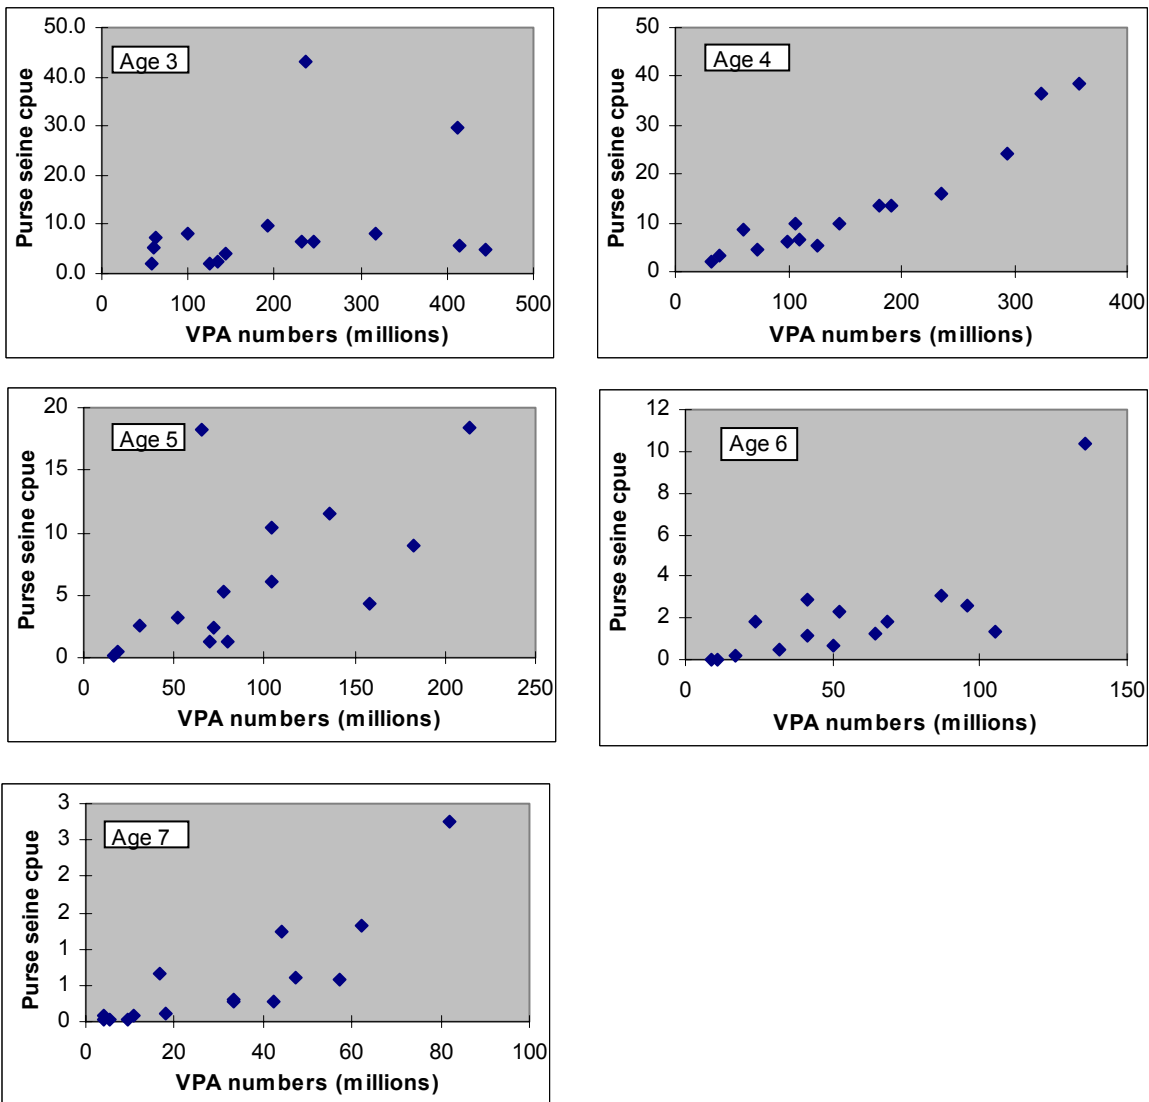 Age 3
Purse seine cpue
50.0
40.0
30.0
20.0
10.0
0.0
0 100 200 300 400 500
VPA numbers (millions)
Age 4
Purse seine cpue
50
40
30
20
10
0
0 100 200 300 400
VPA numbers (millions)
Age 5
Purse seine cpue
20
15
10
5
0
0 50 100 150 200 250
VPA numbers (millions)
Age 6
Purse seine cpue
12
10
8
6
4
2
0
0 50 100 150
VPA numbers (millions)
Age 7
Purse seine cpue
3
3
2
2
1
1
0
0 20 40 60 80 100
VPA numbers (millions)